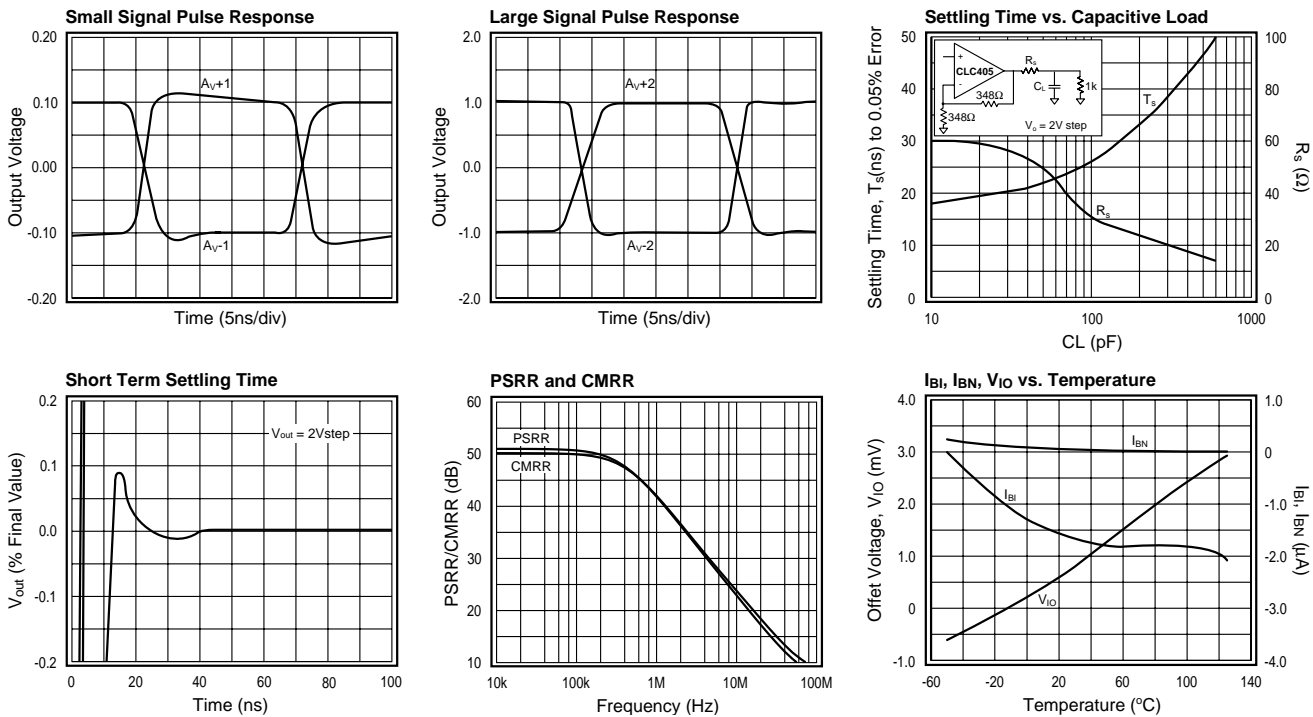 Small Signal Pulse Response
0.20
0.10
0.00
-0.10
-0.20
Output Voltage
AV+1
AV-1
Time (5ns/div)
Large Signal Pulse Response
2.0
1.0
0.0
-1.0
-2.0
Output Voltage
AV+2
AV-2
Time (5ns/div)
Settling Time vs. Capacitive Load
50
40
30
20
10
0
Settling Time, Ts(ns) to 0.05% Error
100
80
60
40
20
0
Rs (Ω)
+
-
CLC405
Rs
CL
1k
348Ω
348Ω
Vo = 2V step
Ts
Rs
10
100
1000
CL (pF)
Short Term Settling Time
0.2
0.1
0.0
-0.1
-0.2
Vout (% Final Value)
Vout = 2Vstep
0
20
40
60
80
100
Time (ns)
PSRR and CMRR
60
50
40
30
20
10
PSRR/CMRR (dB)
PSRR
CMRR
10k
100k
1M
10M
100M
Frequency (Hz)
IBI, IBN, VIO vs. Temperature
4.0
3.0
2.0
1.0
0
-1.0
Offet Voltage, VIO (mV)
1.0
0
-1.0
-2.0
-3.0
-4.0
IBI, IBN (µA)
IBN
IBI
VIO
-60
-20
20
60
100
140
Temperature (°C)